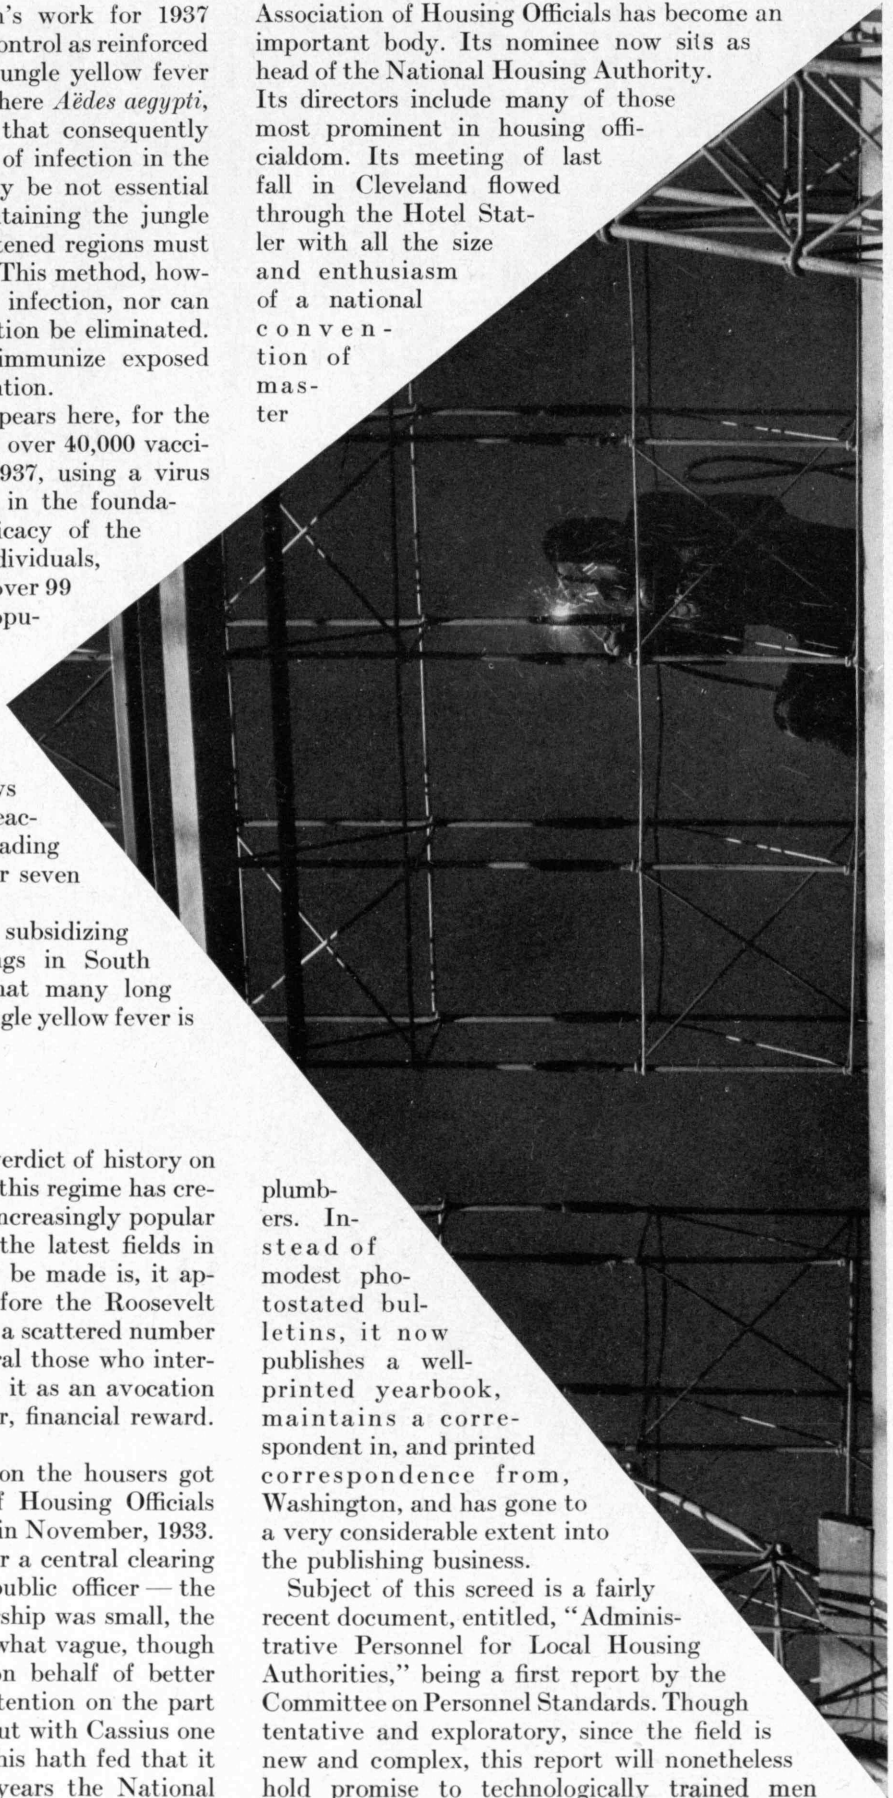 's work for 1937
ontrol as reinforced
ungle yellow fever
here Aëdes aegypti,
that consequently
of infection in the
y be not essential
taining the jungle
tened regions must
This method, how-
infection, nor can
tion be eliminated.
immunize exposed
tion.
pears here, for the
over 40,000 vacci-
937, using a virus
in the founda-
icacy of the
dividuals,
over 99
opu-
ys
eac-
ading
r seven
subsidizing
ngs in South
hat many long
gle yellow fever is
erdict of history on
this regime has cre-
ncreasingly popular
the latest fields in
be made is, it ap-
fore the Roosevelt
a scattered number
ral those who inter-
it as an avocation
r, financial reward.
on the housers got
f Housing Officials
in November, 1933.
r a central clearing
public officer — the
rship was small, the
what vague, though
on behalf of better
tention on the part
ut with Cassius one
his hath fed that it
years the National
Association of Housing Officials has become an
important body. Its nominee now sits as
head of the National Housing Authority.
Its directors include many of those
most prominent in housing offi-
cialdom. Its meeting of last
fall in Cleveland flowed
through the Hotel Stat-
ler with all the size
and enthusiasm
of a national
conven-
tion of
mas-
ter
plumb-
ers. In-
stead of
modest pho-
tostated bul-
letins, it now
publishes a well-
printed yearbook,
maintains a corre-
spondent in, and printed
correspondence from,
Washington, and has gone to
a very considerable extent into
the publishing business.
Subject of this screed is a fairly
recent document, entitled, “Adminis-
trative Personnel for Local Housing
Authorities,” being a first report by the
Committee on Personnel Standards. Though
tentative and exploratory, since the field is
new and complex, this report will nonetheless
hold promise to technologically trained men